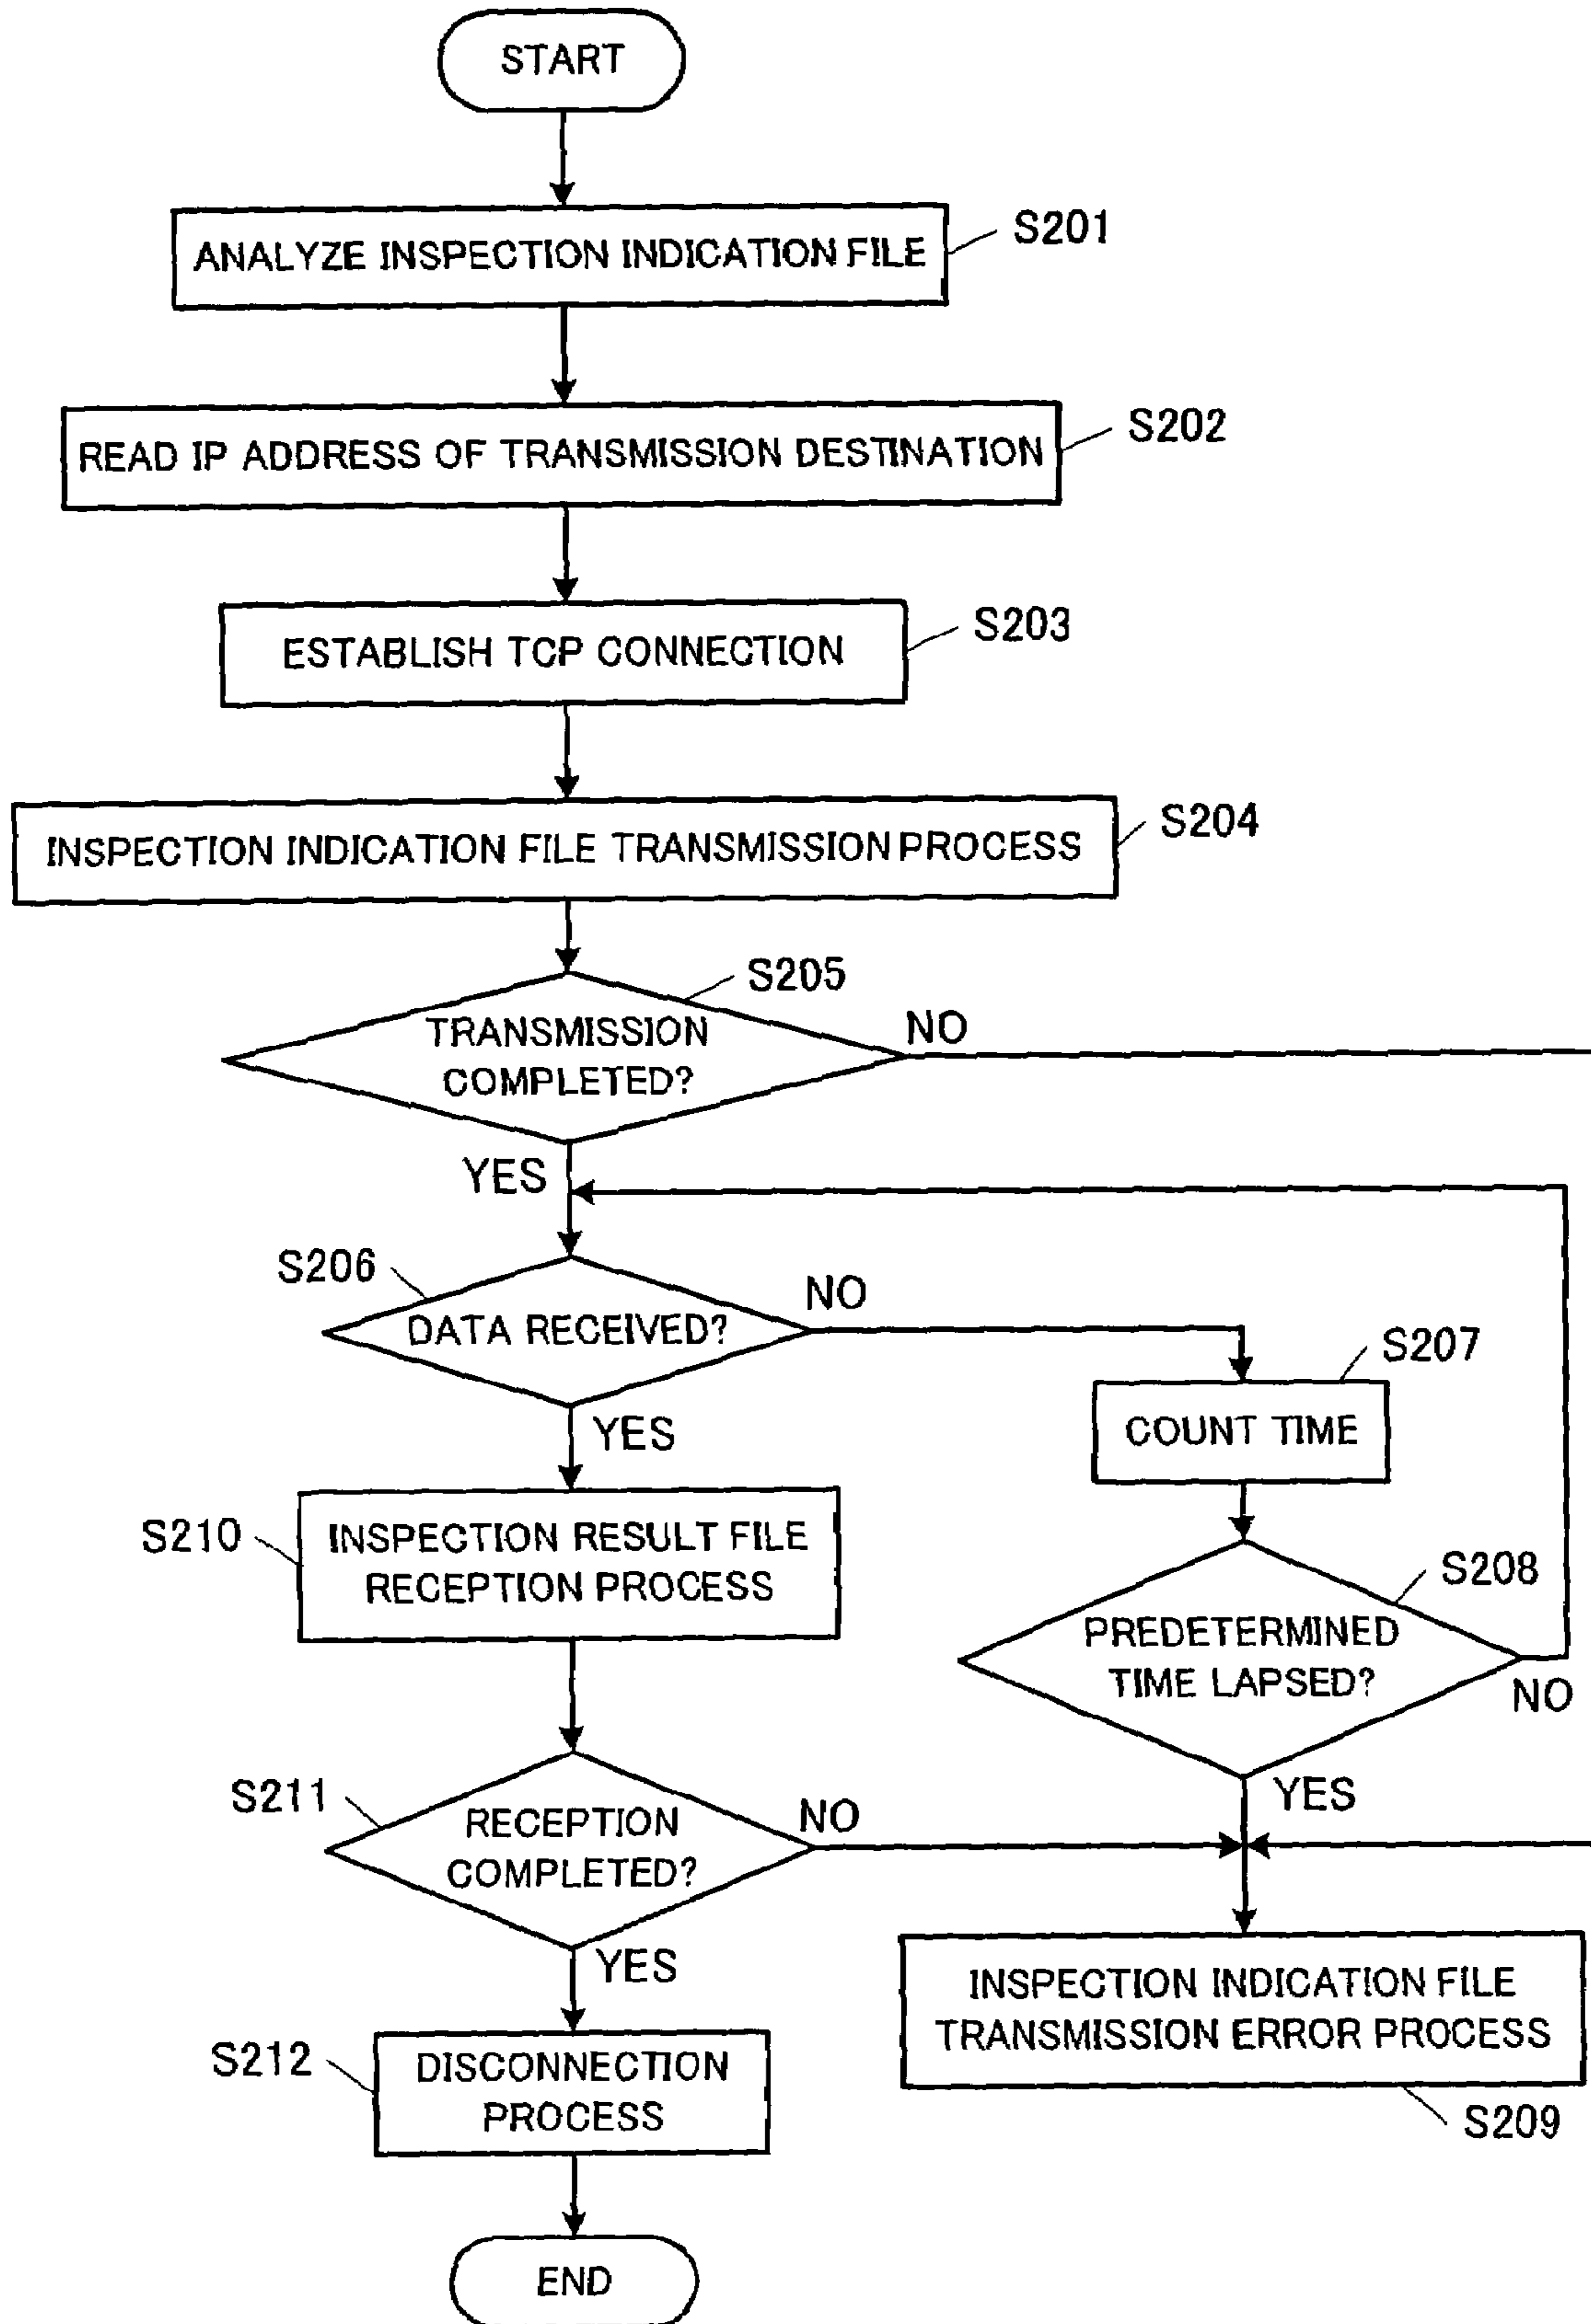 START
ANALYZE INSPECTION INDICATION FILE
S201
READ IP ADDRESS OF TRANSMISSION DESTINATION
S202
ESTABLISH TCP CONNECTION
S203
INSPECTION INDICATION FILE TRANSMISSION PROCESS
S204
S205
TRANSMISSION
COMPLETED?
NO
YES
S206
DATA RECEIVED?
NO
S207
COUNT TIME
YES
S210
INSPECTION RESULT FILE
RECEPTION PROCESS
S208
PREDETERMINED
TIME LAPSED?
NO
YES
S211
RECEPTION
COMPLETED?
NO
YES
INSPECTION INDICATION FILE
TRANSMISSION ERROR PROCESS
S209
S212
DISCONNECTION
PROCESS
END